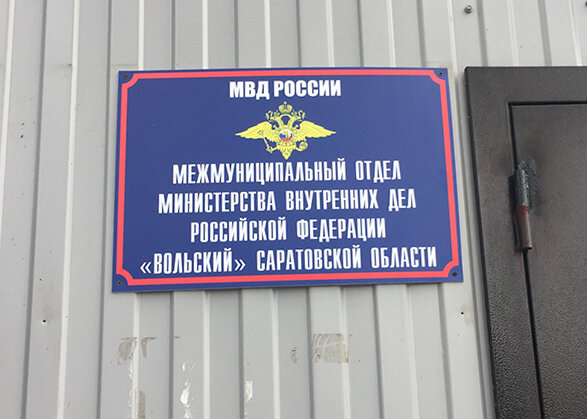 МВД РОССИИ
МЕЖМУНИЦИПАЛЬНЫЙ ОТДЕЛ
МИНИСТЕРСТВА ВНУТРЕННИХ ДЕЛ
РОССИЙСКОЙ ФЕДЕРАЦИИ
«ВОЛЬСКИЙ» САРАТОВСКОЙ ОБЛАСТИ